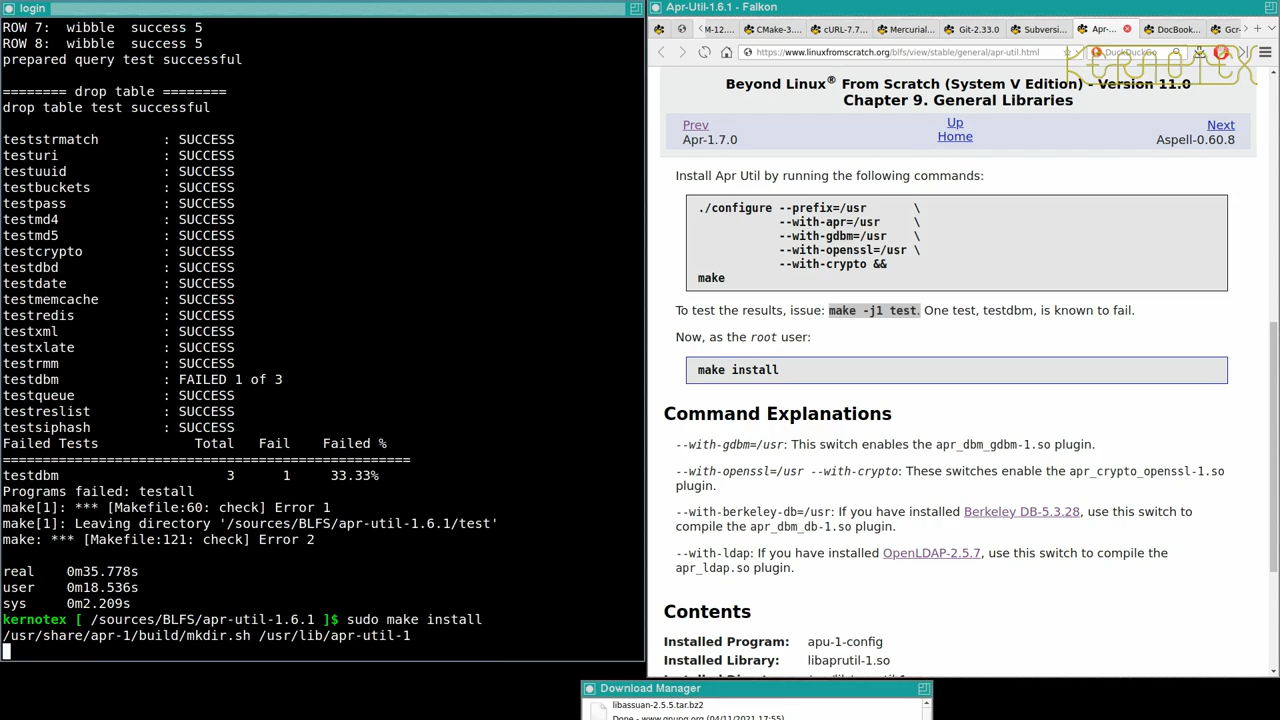 login
ROW 7:  wibble  success 5
ROW 8:  wibble  success 5
prepared query test successful
======== drop table ========
drop table test successful
teststrmatch        : SUCCESS
testuri             : SUCCESS
testuuid            : SUCCESS
testbuckets         : SUCCESS
testpass            : SUCCESS
testmd4             : SUCCESS
testmd5             : SUCCESS
testcrypto          : SUCCESS
testdbd             : SUCCESS
testdate            : SUCCESS
testmemcache        : SUCCESS
testredis           : SUCCESS
testxml             : SUCCESS
testxlate           : SUCCESS
testrmm             : SUCCESS
testdbm             : FAILED 1 of 3
testqueue           : SUCCESS
testreslist         : SUCCESS
testsiphash         : SUCCESS
Failed Tests            Total   Fail    Failed %
===================================================
testdbm                     3      1     33.33%
Programs failed: testall
make[1]: *** [Makefile:60: check] Error 1
make[1]: Leaving directory '/sources/BLFS/apr-util-1.6.1/test'
make: *** [Makefile:121: check] Error 2
real    0m35.778s
user    0m18.536s
sys     0m2.209s
kernotex [ /sources/BLFS/apr-util-1.6.1 ]$ sudo make install
/usr/share/apr-1/build/mkdir.sh /usr/lib/apr-util-1
Apr-Util-1.6.1 - Falkon
M-12.... CMake-3.... cURL-7.7... Mercurial... Git-2.33.0 Subversi... Apr-... DocBook... Gcr-
https://www.linuxfromscratch.org/blfs/view/stable/general/apr-util.html DuckDuckGo
KERNOTEX
Beyond Linux® From Scratch (System V Edition) - Version 11.0
Chapter 9. General Libraries
Prev Up Next
Apr-1.7.0 Home Aspell-0.60.8
Install Apr Util by running the following commands:
./configure --prefix=/usr       \
--with-apr=/usr     \
--with-gdbm=/usr    \
--with-openssl=/usr \
--with-crypto &&
make
To test the results, issue: make -j1 test. One test, testdbm, is known to fail.
Now, as the root user:
make install
Command Explanations
--with-gdbm=/usr: This switch enables the apr_dbm_gdbm-1.so plugin.
--with-openssl=/usr --with-crypto: These switches enable the apr_crypto_openssl-1.so
plugin.
--with-berkeley-db=/usr: If you have installed Berkeley DB-5.3.28, use this switch to
compile the apr_dbm_db-1.so plugin.
--with-ldap: If you have installed OpenLDAP-2.5.7, use this switch to compile the
apr_ldap.so plugin.
Contents
Installed Program: apu-1-config
Installed Library: libaprutil-1.so
Download Manager
libassuan-2.5.5.tar.bz2
Done - www.gnupg.org (04/11/2021 17:55)